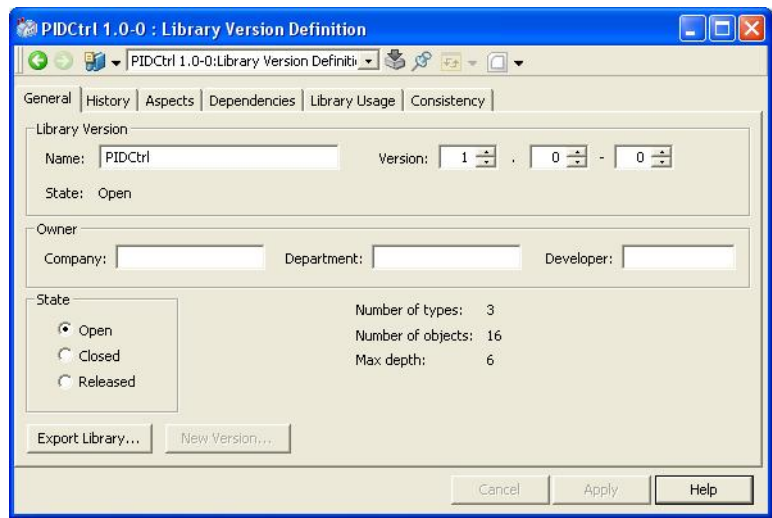 PIDCtrl 1.0-0 : Library Version Definition
PIDCtrl 1.0-0:Library Version Definiti
General History Aspects Dependencies Library Usage Consistency
Library Version
Name: PIDCtrl Version: 1 . 0 - 0
State: Open
Owner
Company: Department: Developer:
State
Number of types: 3
Open
Number of objects: 16
Closed
Max depth: 6
Released
Export Library... New Version...
Cancel Apply Help